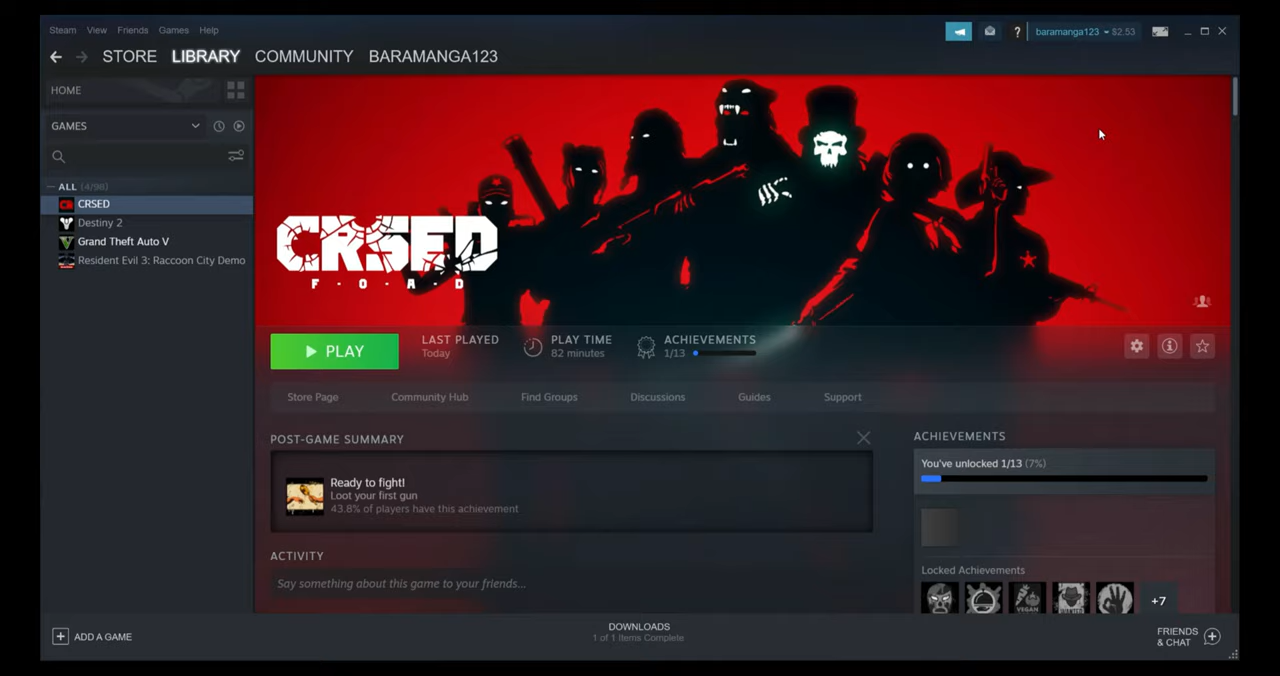 Steam View Friends Games Help
? baramanga123 $2.53
STORE LIBRARY COMMUNITY BARAMANGA123
HOME
GAMES
ALL (4/98)
CRSED
Destiny 2
Grand Theft Auto V
Resident Evil 3: Raccoon City Demo
CRSED
F·O·A·D
PLAY
LAST PLAYED
Today
PLAY TIME
82 minutes
ACHIEVEMENTS
1/13
Store Page Community Hub Find Groups Discussions Guides Support
POST-GAME SUMMARY
Ready to fight!
Loot your first gun
43.8% of players have this achievement
ACTIVITY
Say something about this game to your friends...
ACHIEVEMENTS
You've unlocked 1/13 (7%)
Locked Achievements
VEGAN
+7
ADD A GAME
DOWNLOADS
1 of 1 Items Complete
FRIENDS
& CHAT